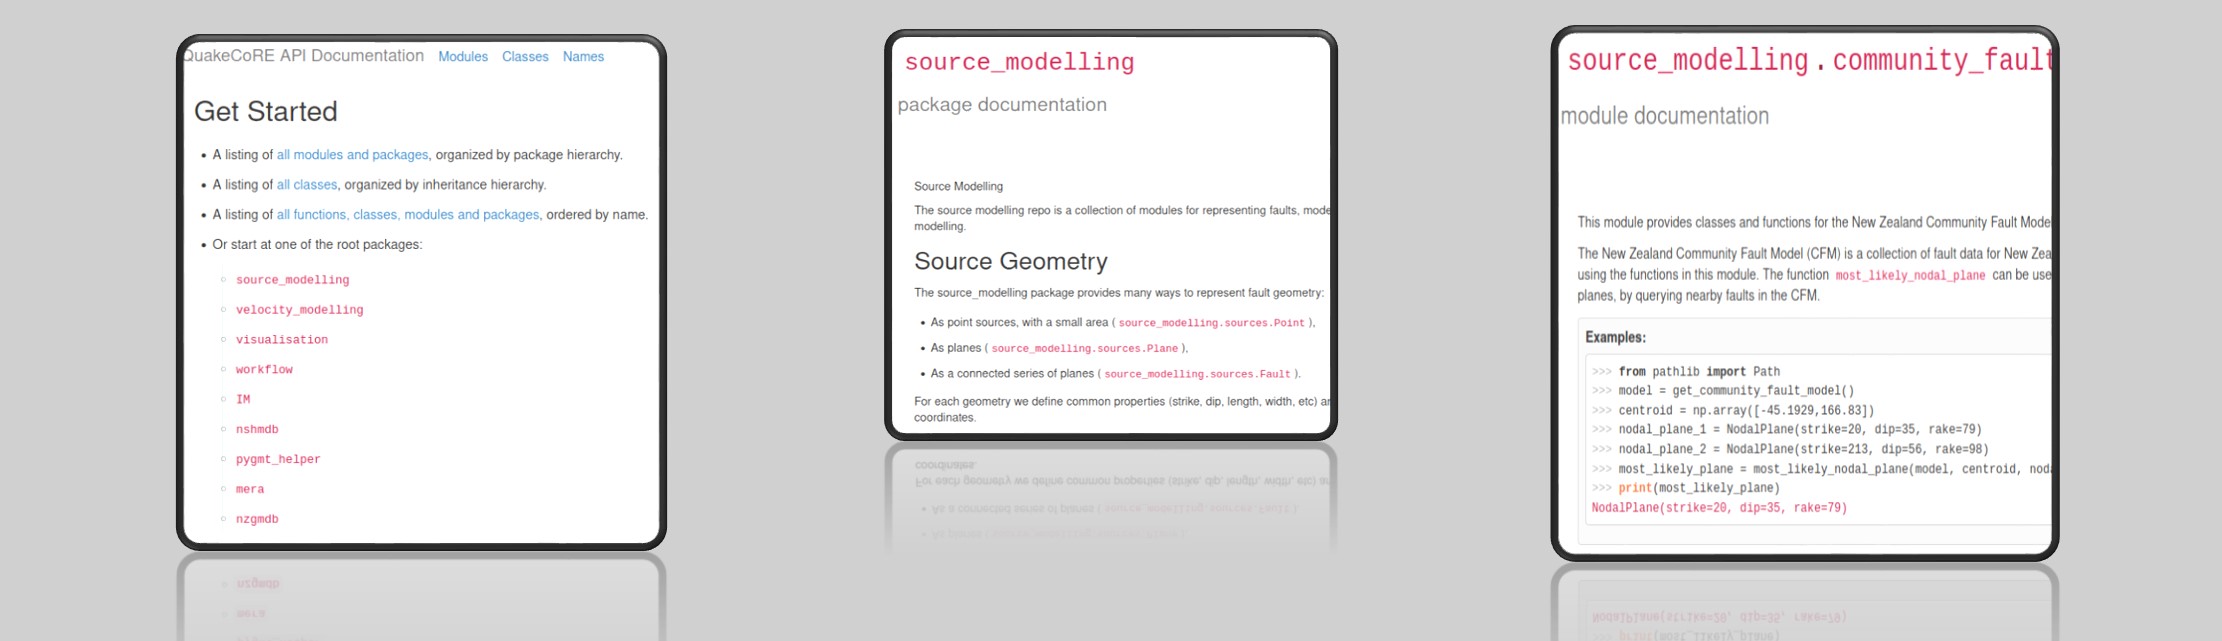 QuakeCoRE API Documentation Modules Classes Names
Get Started
• A listing of all modules and packages, organized by package hierarchy.
• A listing of all classes, organized by inheritance hierarchy.
• A listing of all functions, classes, modules and packages, ordered by name.
• Or start at one of the root packages:
○ source_modelling
○ velocity_modelling
○ visualisation
○ workflow
○ IM
○ nshmdb
○ pygmt_helper
○ mera
○ nzgmdb
source_modelling
package documentation
Source Modelling
The source modelling repo is a collection of modules for representing faults, mode
modelling.
Source Geometry
The source_modelling package provides many ways to represent fault geometry:
• As point sources, with a small area ( source_modelling.sources.Point ),
• As planes ( source_modelling.sources.Plane ),
• As a connected series of planes ( source_modelling.sources.Fault ).
For each geometry we define common properties (strike, dip, length, width, etc) ar
coordinates.
source_modelling.community_fault
module documentation
This module provides classes and functions for the New Zealand Community Fault Mode
The New Zealand Community Fault Model (CFM) is a collection of fault data for New Zea
using the functions in this module. The function most_likely_nodal_plane can be use
planes, by querying nearby faults in the CFM.
Examples:
>>> from pathlib import Path
>>> model = get_community_fault_model()
>>> centroid = np.array([-45.1929,166.83])
>>> nodal_plane_1 = NodalPlane(strike=20, dip=35, rake=79)
>>> nodal_plane_2 = NodalPlane(strike=213, dip=56, rake=98)
>>> most_likely_plane = most_likely_nodal_plane(model, centroid, noda
>>> print(most_likely_plane)
NodalPlane(strike=20, dip=35, rake=79)